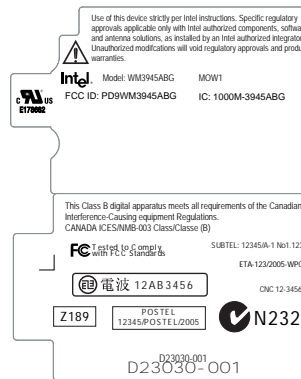 Use of this device strictly per Intel instructions. Specific regulatory
approvals applicable only with Intel authorized components, softwa
and antenna solutions, as installed by an Intel authorized integrator
Unauthorized modifcations will void regulatory approvals and produ
warranties.
Intel. Model: WM3945ABG MOW1
FCC ID: PD9WM3945ABG IC: 1000M-3945ABG
c RU US
E178662
This Class B digital apparatus meets all requirements of the Canadian
Interference-Causing equipment Regulations.
CANADA ICES/NMB-003 Class/Classe (B)
FC Tested to Comply
with FCC Standards
SUBTEL: 12345/A-1 No1.123
ETA-123/2005-WPC
電波 12AB3456
CNC 12-3456
Z189
POSTEL
12345/POSTEL/2005
N232
D23030-001
D23030-001